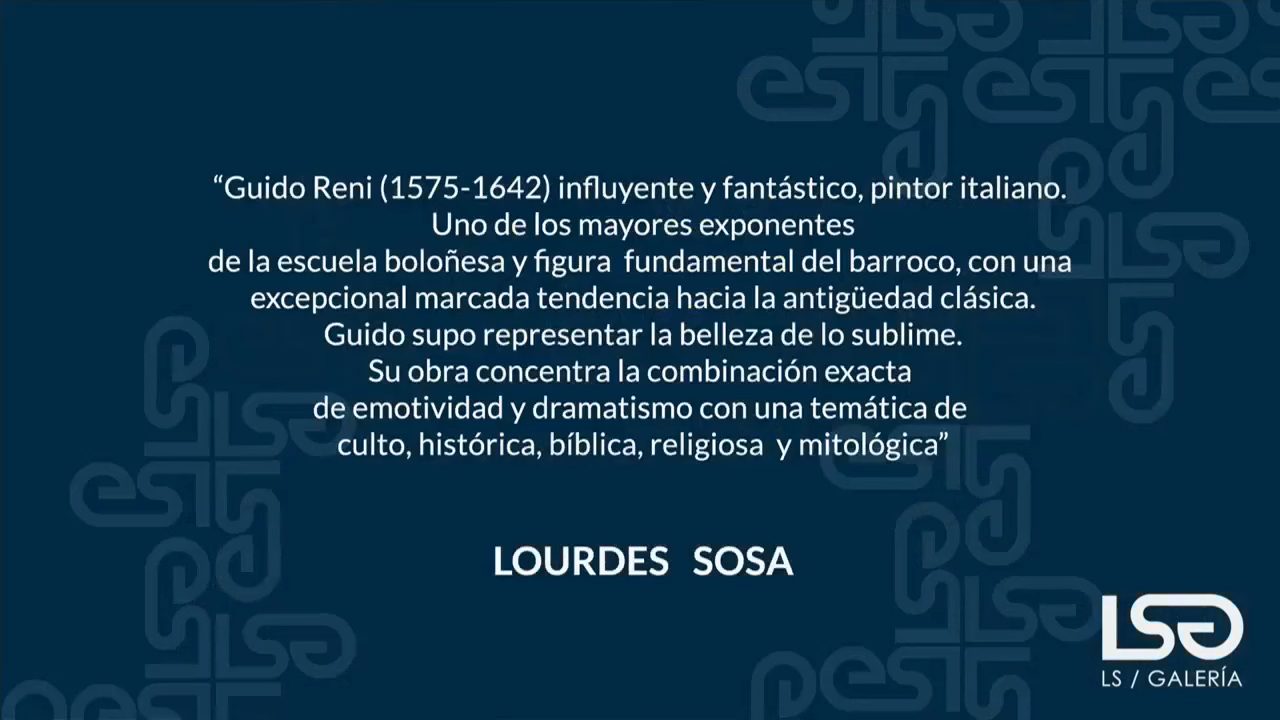 “Guido Reni (1575-1642) influyente y fantástico, pintor italiano.
Uno de los mayores exponentes
de la escuela boloñesa y figura  fundamental del barroco, con una
excepcional marcada tendencia hacia la antigüedad clásica.
Guido supo representar la belleza de lo sublime.
Su obra concentra la combinación exacta
de emotividad y dramatismo con una temática de
culto, histórica, bíblica, religiosa  y mitológica”
LOURDES  SOSA
LSG
LS / GALERÍA